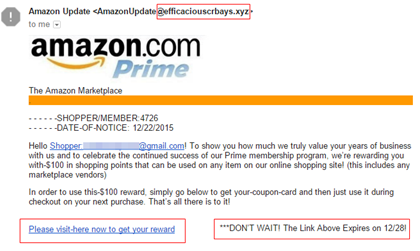 Amazon Update <AmazonUpdate@efficaciouscrbays.xyz>
to me
amazon.com
Prime
The Amazon Marketplace
- - - - - -SHOPPER/MEMBER:4726
- - - - - -DATE-OF-NOTICE: 12/22/2015
Hello Shopper. @gmail.com! To show you how much we truly value your years of business
with us and to celebrate the continued success of our Prime membership program, we're rewarding you
with-$100 in shopping points that can be used on any item on our online shopping site! (this includes any
marketplace vendors)
In order to use this-$100 reward, simply go below to get your-coupon-card and then just use it during
checkout on your next purchase. That's all there is to it!
Please visit-here now to get your reward
***DON'T WAIT! The Link Above Expires on 12/28!